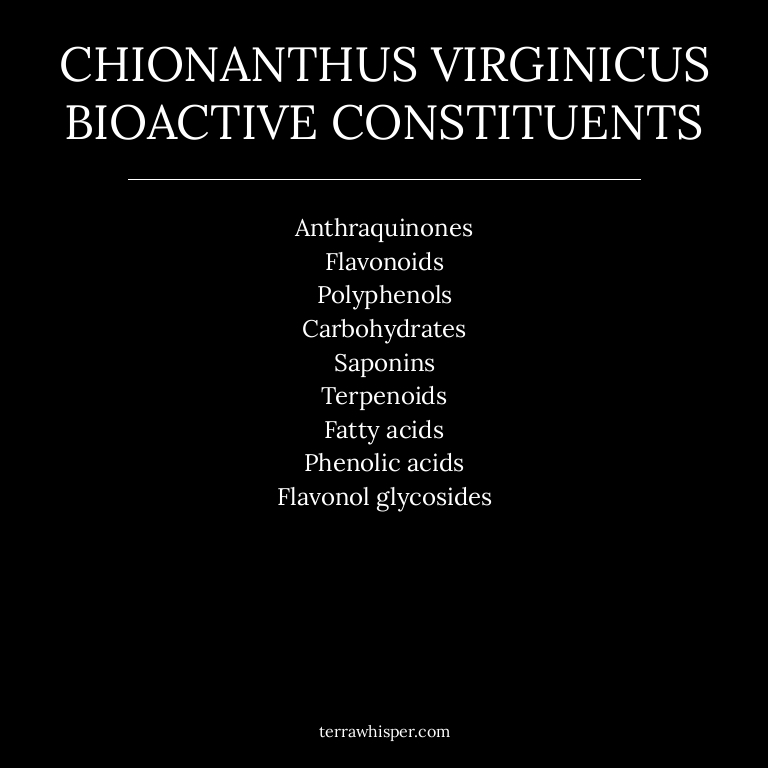 CHIONANTHUS VIRGINICUS
BIOACTIVE CONSTITUENTS
Anthraquinones
Flavonoids
Polyphenols
Carbohydrates
Saponins
Terpenoids
Fatty acids
Phenolic acids
Flavonol glycosides
terrawhisper.com